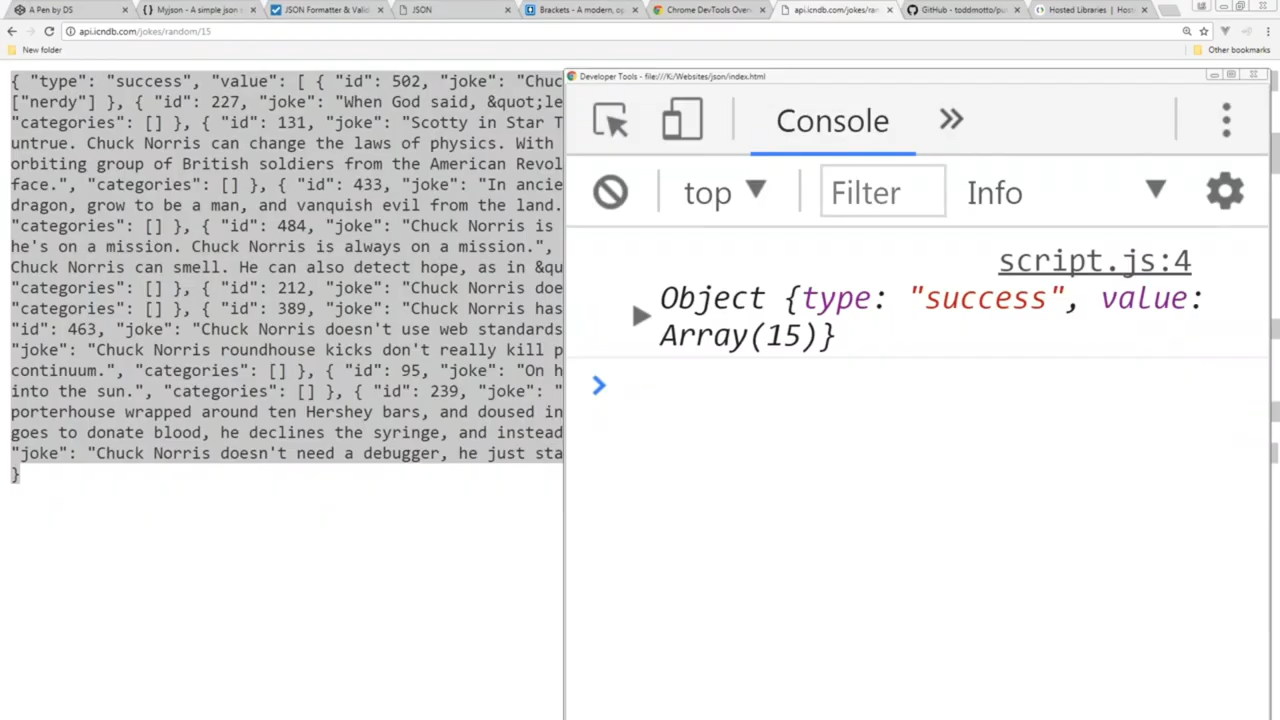 A Pen by DS
Myjson - A simple json s
JSON Formatter & Valid
JSON
Brackets - A modern, op
Chrome DevTools Over
api.icndb.com/jokes/ran
GitHub - toddmotto/pu
Hosted Libraries | Host
api.icndb.com/jokes/random/15
New folder
Other bookmarks
{ "type": "success", "value": [ { "id": 502, "joke": "Chuc
["nerdy"] }, { "id": 227, "joke": "When God said, &quot;le
"categories": [] }, { "id": 131, "joke": "Scotty in Star T
untrue. Chuck Norris can change the laws of physics. With
orbiting group of British soldiers from the American Revol
face.", "categories": [] }, { "id": 433, "joke": "In ancie
dragon, grow to be a man, and vanquish evil from the land.
"categories": [] }, { "id": 484, "joke": "Chuck Norris is
he's on a mission. Chuck Norris is always on a mission.",
Chuck Norris can smell. He can also detect hope, as in &qu
"categories": [] }, { "id": 212, "joke": "Chuck Norris doe
"categories": [] }, { "id": 389, "joke": "Chuck Norris has
"id": 463, "joke": "Chuck Norris doesn't use web standards
"joke": "Chuck Norris roundhouse kicks don't really kill p
continuum.", "categories": [] }, { "id": 95, "joke": "On h
into the sun.", "categories": [] }, { "id": 239, "joke": "
porterhouse wrapped around ten Hershey bars, and doused in
goes to donate blood, he declines the syringe, and instead
"joke": "Chuck Norris doesn't need a debugger, he just sta
}
Developer Tools - file:///K:/Websites/json/index.html
Console
top
Filter
Info
script.js:4
Object {type: "success", value:
Array(15)}